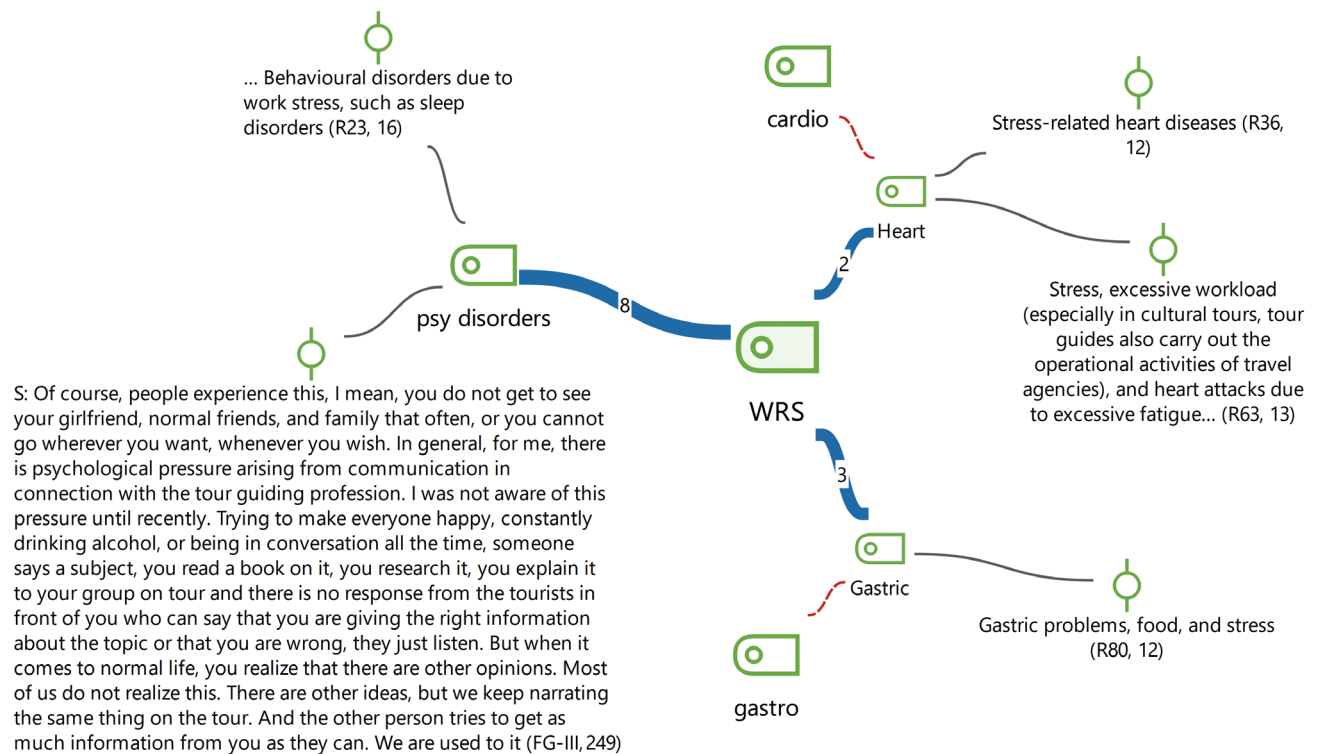 ... Behavioural disorders due to
work stress, such as sleep
disorders (R23, 16)
cardio
Stress-related heart diseases (R36,
12)
Heart
2
psy disorders
8
Stress, excessive workload
(especially in cultural tours, tour
guides also carry out the
operational activities of travel
agencies), and heart attacks due
to excessive fatigue... (R63, 13)
WRS
S: Of course, people experience this, I mean, you do not get to see
your girlfriend, normal friends, and family that often, or you cannot
go wherever you want, whenever you wish. In general, for me, there
is psychological pressure arising from communication in
connection with the tour guiding profession. I was not aware of this
pressure until recently. Trying to make everyone happy, constantly
drinking alcohol, or being in conversation all the time, someone
says a subject, you read a book on it, you research it, you explain it
to your group on tour and there is no response from the tourists in
front of you who can say that you are giving the right information
about the topic or that you are wrong, they just listen. But when it
comes to normal life, you realize that there are other opinions. Most
of us do not realize this. There are other ideas, but we keep narrating
the same thing on the tour. And the other person tries to get as
much information from you as they can. We are used to it (FG-III, 249)
3
Gastric
Gastric problems, food, and stress
(R80, 12)
gastro